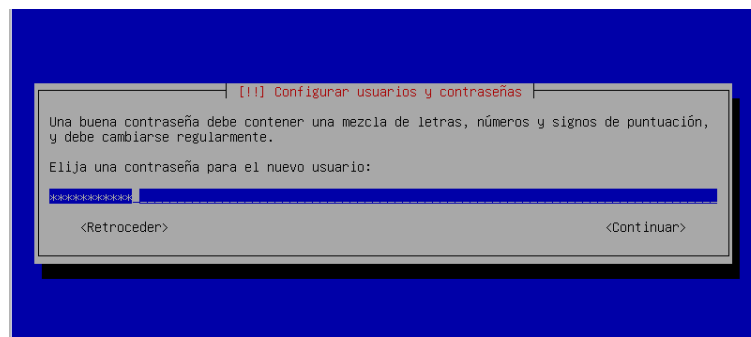 [!!] Configurar usuarios y contraseñas
Una buena contraseña debe contener una mezcla de letras, números y signos de puntuación,
y debe cambiarse regularmente.
Elija una contraseña para el nuevo usuario:
***********
<Retroceder> <Continuar>